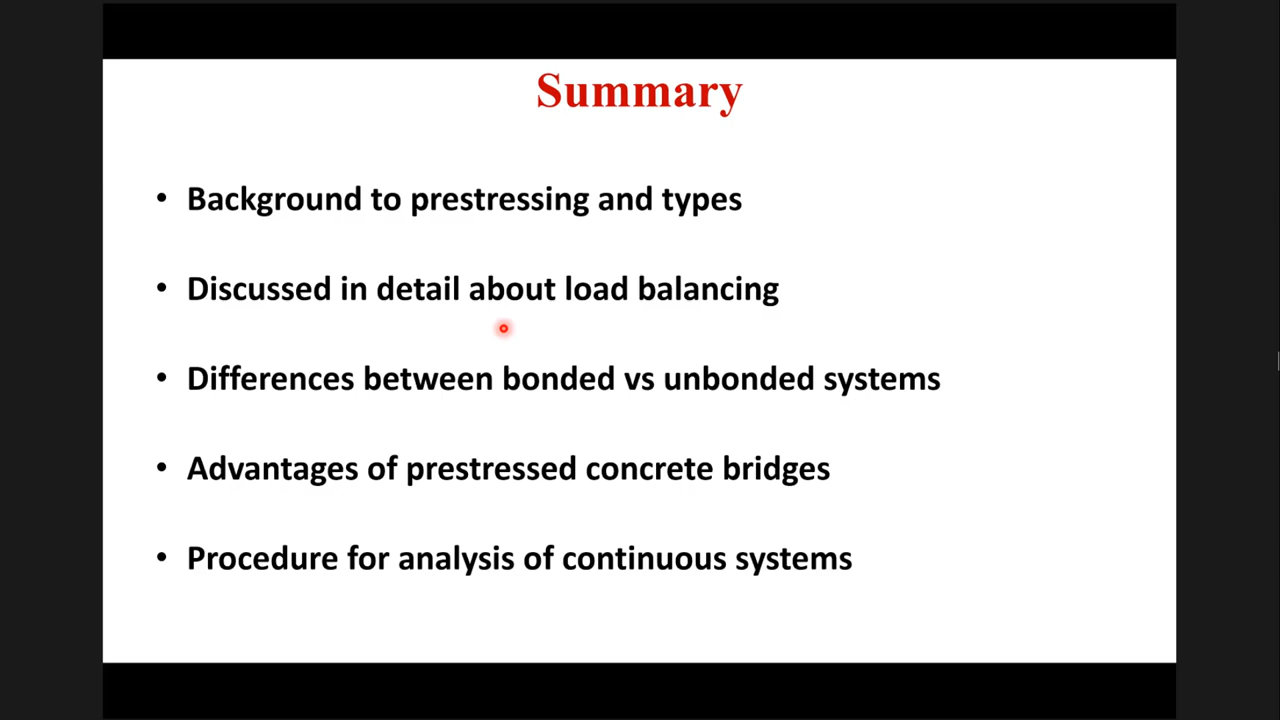 Summary
• Background to prestressing and types
• Discussed in detail about load balancing
• Differences between bonded vs unbonded systems
• Advantages of prestressed concrete bridges
• Procedure for analysis of continuous systems